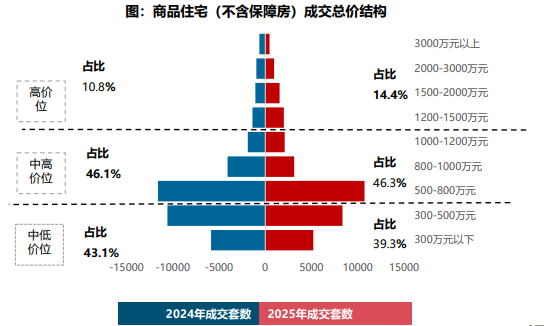 图：商品住宅（不含保障房）成交总价结构
3000万元以上
2000-3000万元
1500-2000万元
1200-1500万元
1000-1200万元
800-1000万元
500-800万元
300-500万元
300万元以下
高价
位
占比
10.8%
占比
14.4%
中高
价位
占比
46.1%
占比
46.3%
中低
价位
占比
43.1%
占比
39.3%
-15000 -10000 -5000 0 5000 10000 15000
2024年成交套数 2025年成交套数